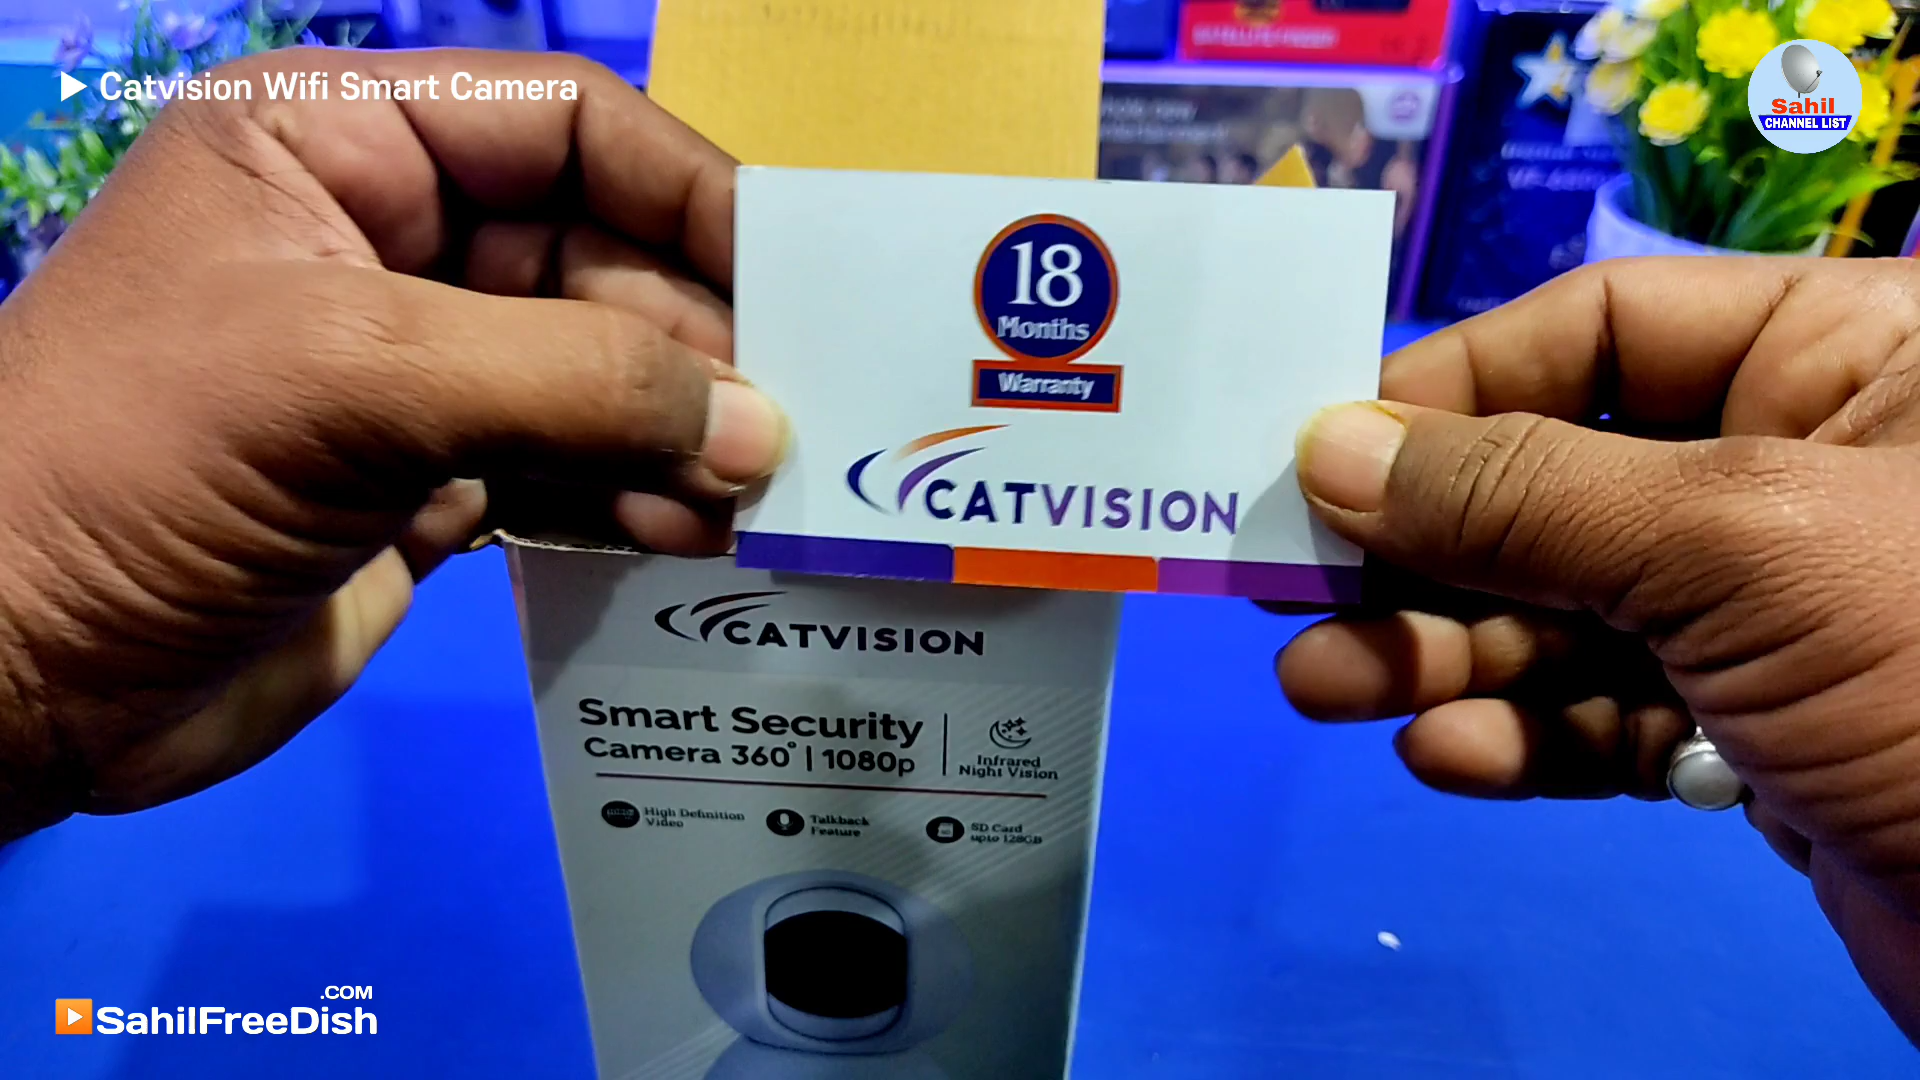 Catvision Wifi Smart Camera
Sahil
CHANNEL LIST
18
Months
Warranty
CATVISION
CATVISION
Smart Security
Camera 360° | 1080p
Infrared
Night Vision
High Definition
Video
Talkback
Feature
SD Card
upto 128GB
.COM
SahilFreeDish